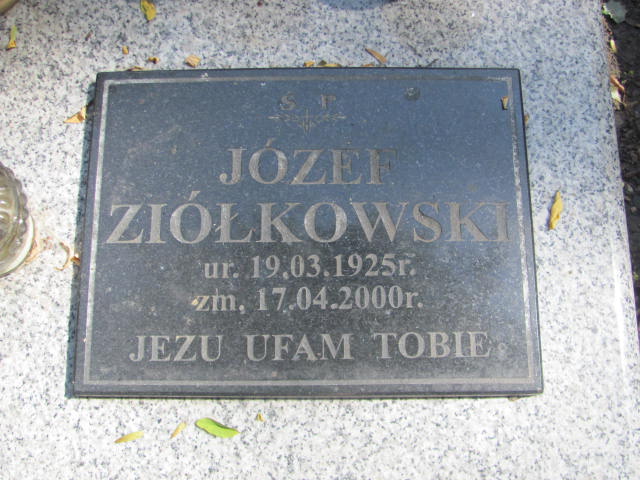 Ś P
JÓZEF
ZIÓŁKOWSKI
ur. 19.03.1925r.
zm, 17.04.2000r.
JEZU UFAM TOBIE